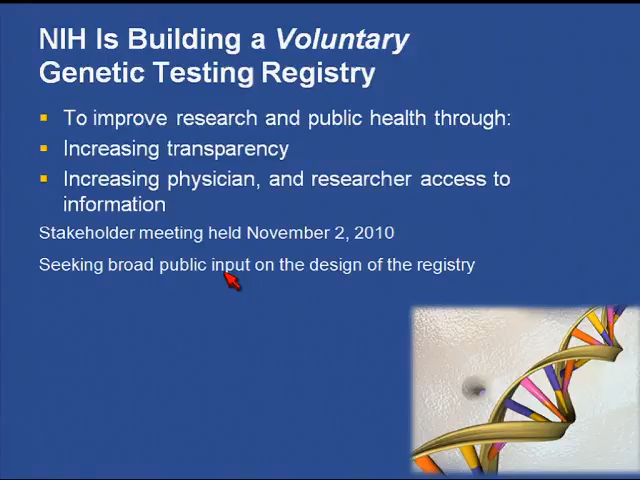 NIH Is Building a Voluntary
Genetic Testing Registry
To improve research and public health through:
Increasing transparency
Increasing physician, and researcher access to
information
Stakeholder meeting held November 2, 2010
Seeking broad public input on the design of the registry